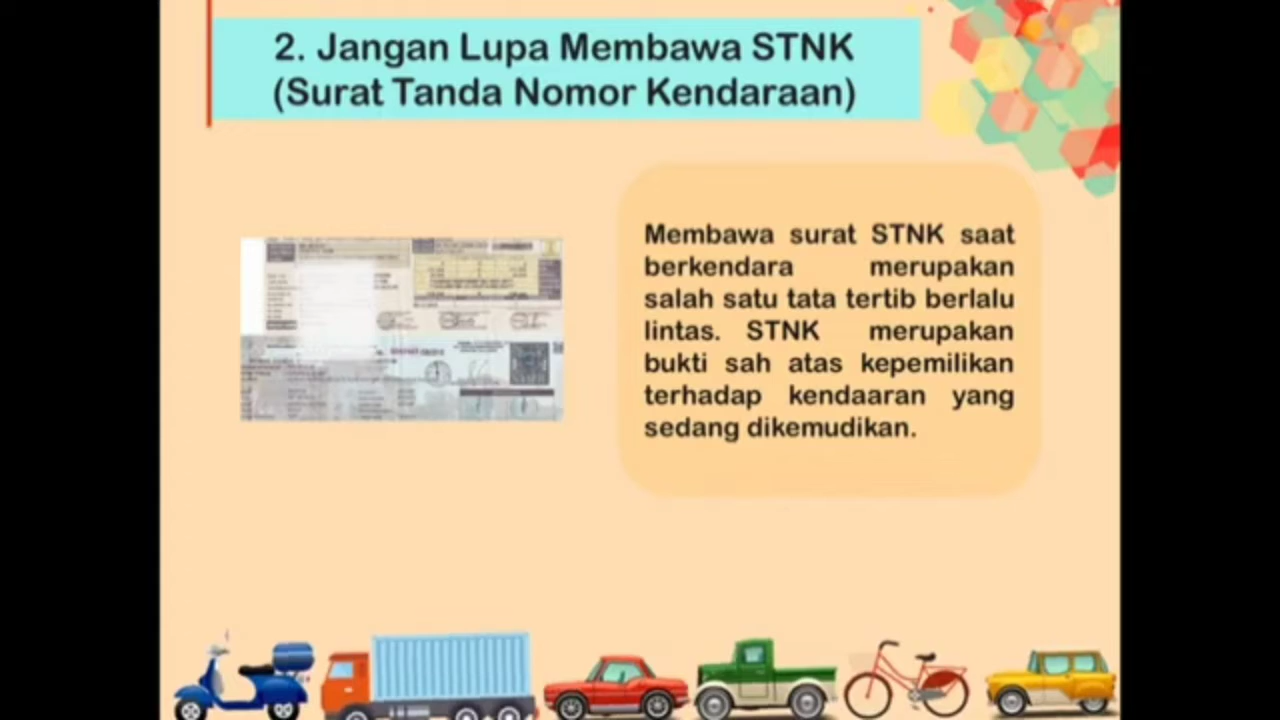 2. Jangan Lupa Membawa STNK
(Surat Tanda Nomor Kendaraan)
Membawa surat STNK saat
berkendara merupakan
salah satu tata tertib berlalu
lintas. STNK merupakan
bukti sah atas kepemilikan
terhadap kendaaran yang
sedang dikemudikan.